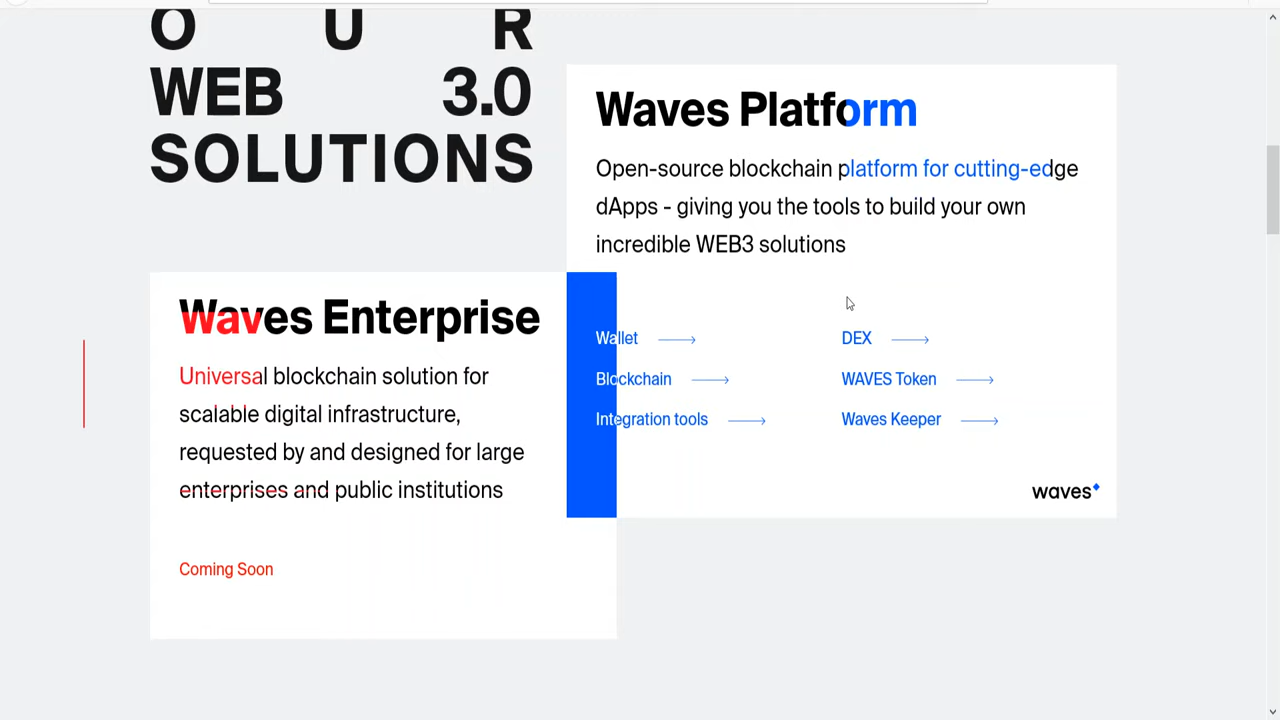 OUR
WEB 3.0
SOLUTIONS
Waves Platform
Open-source blockchain platform for cutting-edge
dApps - giving you the tools to build your own
incredible WEB3 solutions
Wallet
DEX
Blockchain
WAVES Token
Integration tools
Waves Keeper
waves
Waves Enterprise
Universal blockchain solution for
scalable digital infrastructure,
requested by and designed for large
enterprises and public institutions
Coming Soon